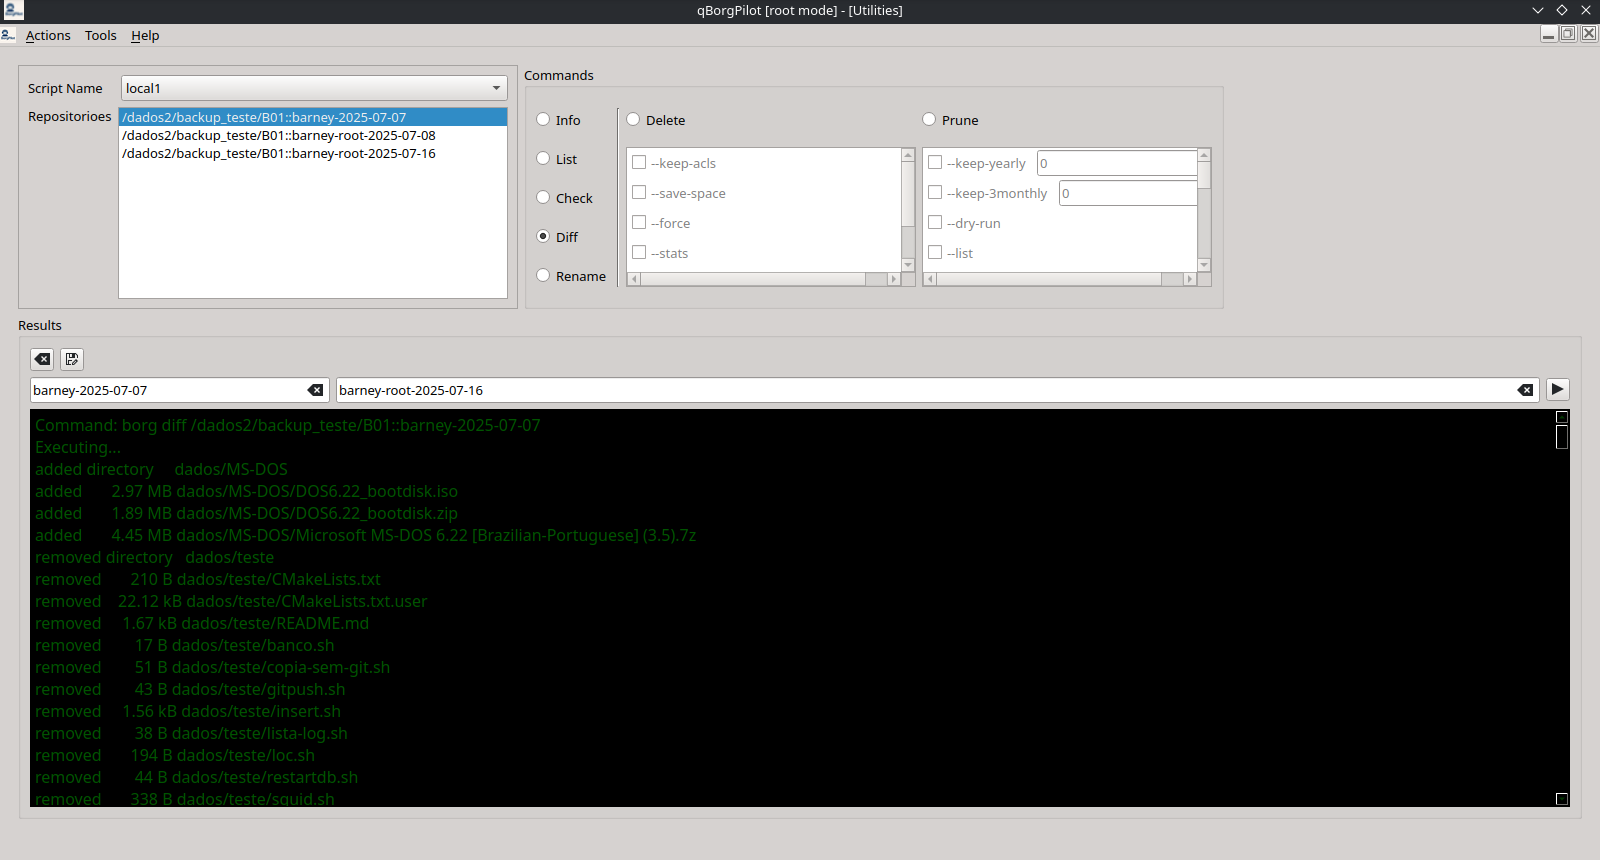 qBorgPilot [root mode] - [Utilities]
Actions Tools Help
Script Name local1
Repositorioes
/dados2/backup_teste/B01::barney-2025-07-07
/dados2/backup_teste/B01::barney-root-2025-07-08
/dados2/backup_teste/B01::barney-root-2025-07-16
Commands
Info
List
Check
Diff
Rename
Delete
--keep-acls
--save-space
--force
--stats
Prune
--keep-yearly 0
--keep-3monthly 0
--dry-run
--list
Results
barney-2025-07-07 barney-root-2025-07-16
Command: borg diff /dados2/backup_teste/B01::barney-2025-07-07
Executing...
added directory dados/MS-DOS
added 2.97 MB dados/MS-DOS/DOS6.22_bootdisk.iso
added 1.89 MB dados/MS-DOS/DOS6.22_bootdisk.zip
added 4.45 MB dados/MS-DOS/Microsoft MS-DOS 6.22 [Brazilian-Portuguese] (3.5).7z
removed directory dados/teste
removed 210 B dados/teste/CMakeLists.txt
removed 22.12 kB dados/teste/CMakeLists.txt.user
removed 1.67 kB dados/teste/README.md
removed 17 B dados/teste/banco.sh
removed 51 B dados/teste/copia-sem-git.sh
removed 43 B dados/teste/gitpush.sh
removed 1.56 kB dados/teste/insert.sh
removed 38 B dados/teste/lista-log.sh
removed 194 B dados/teste/loc.sh
removed 44 B dados/teste/restartdb.sh
removed 338 B dados/teste/squid.sh